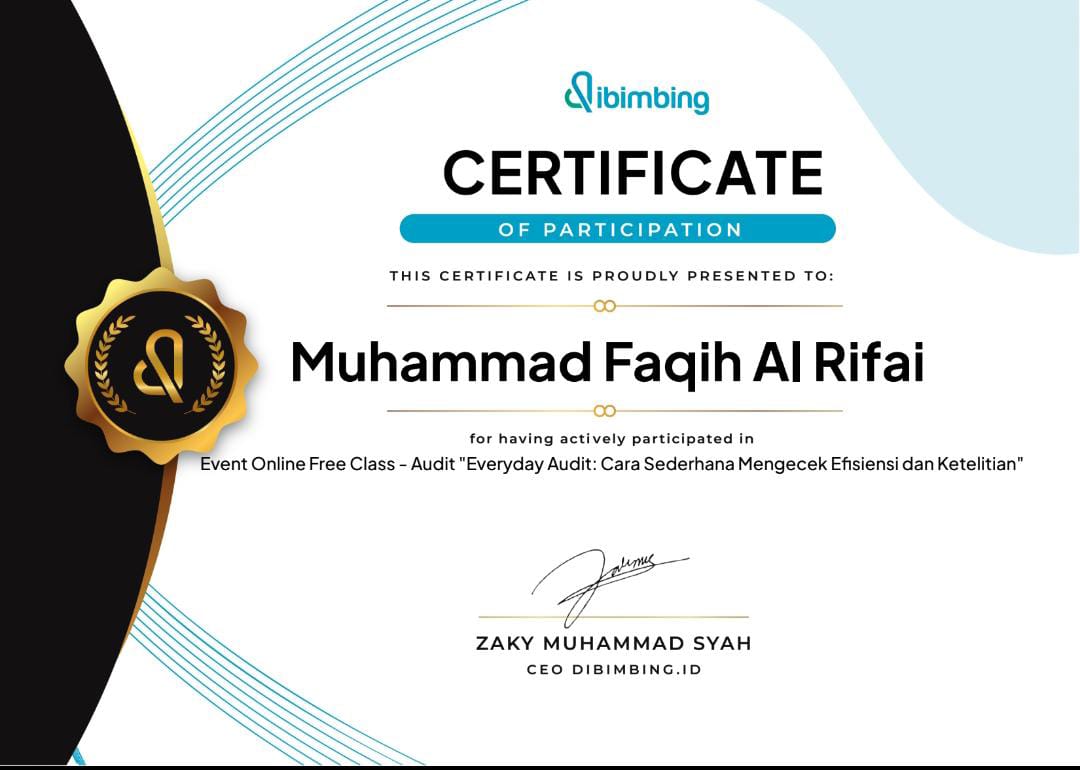 dibimbing
CERTIFICATE
OF PARTICIPATION
THIS CERTIFICATE IS PROUDLY PRESENTED TO:
Muhammad Faqih Al Rifai
for having actively participated in
Event Online Free Class - Audit "Everyday Audit: Cara Sederhana Mengecek Efisiensi dan Ketelitian"
ZAKY MUHAMMAD SYAH
CEO DIBIMBING.ID